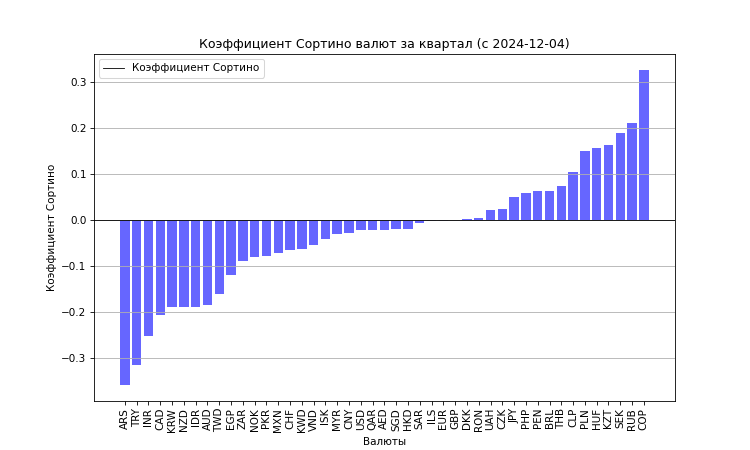 Коэффициент Сортино валют за квартал (с 2024-12-04)
Коэффициент Сортино
Коэффициент Сортино
0.3
0.2
0.1
0.0
−0.1
−0.2
−0.3
ARS TRY INR CAD KRW NZD IDR AUD TWD EGP ZAR NOK PKR MXN CHF KWD VND ISK MYR CNY USD QAR AED SGD HKD SAR ILS EUR GBP DKK RON UAH CZK JPY PHP PEN BRL THB CLP PLN HUF KZT SEK RUB COP
Валюты